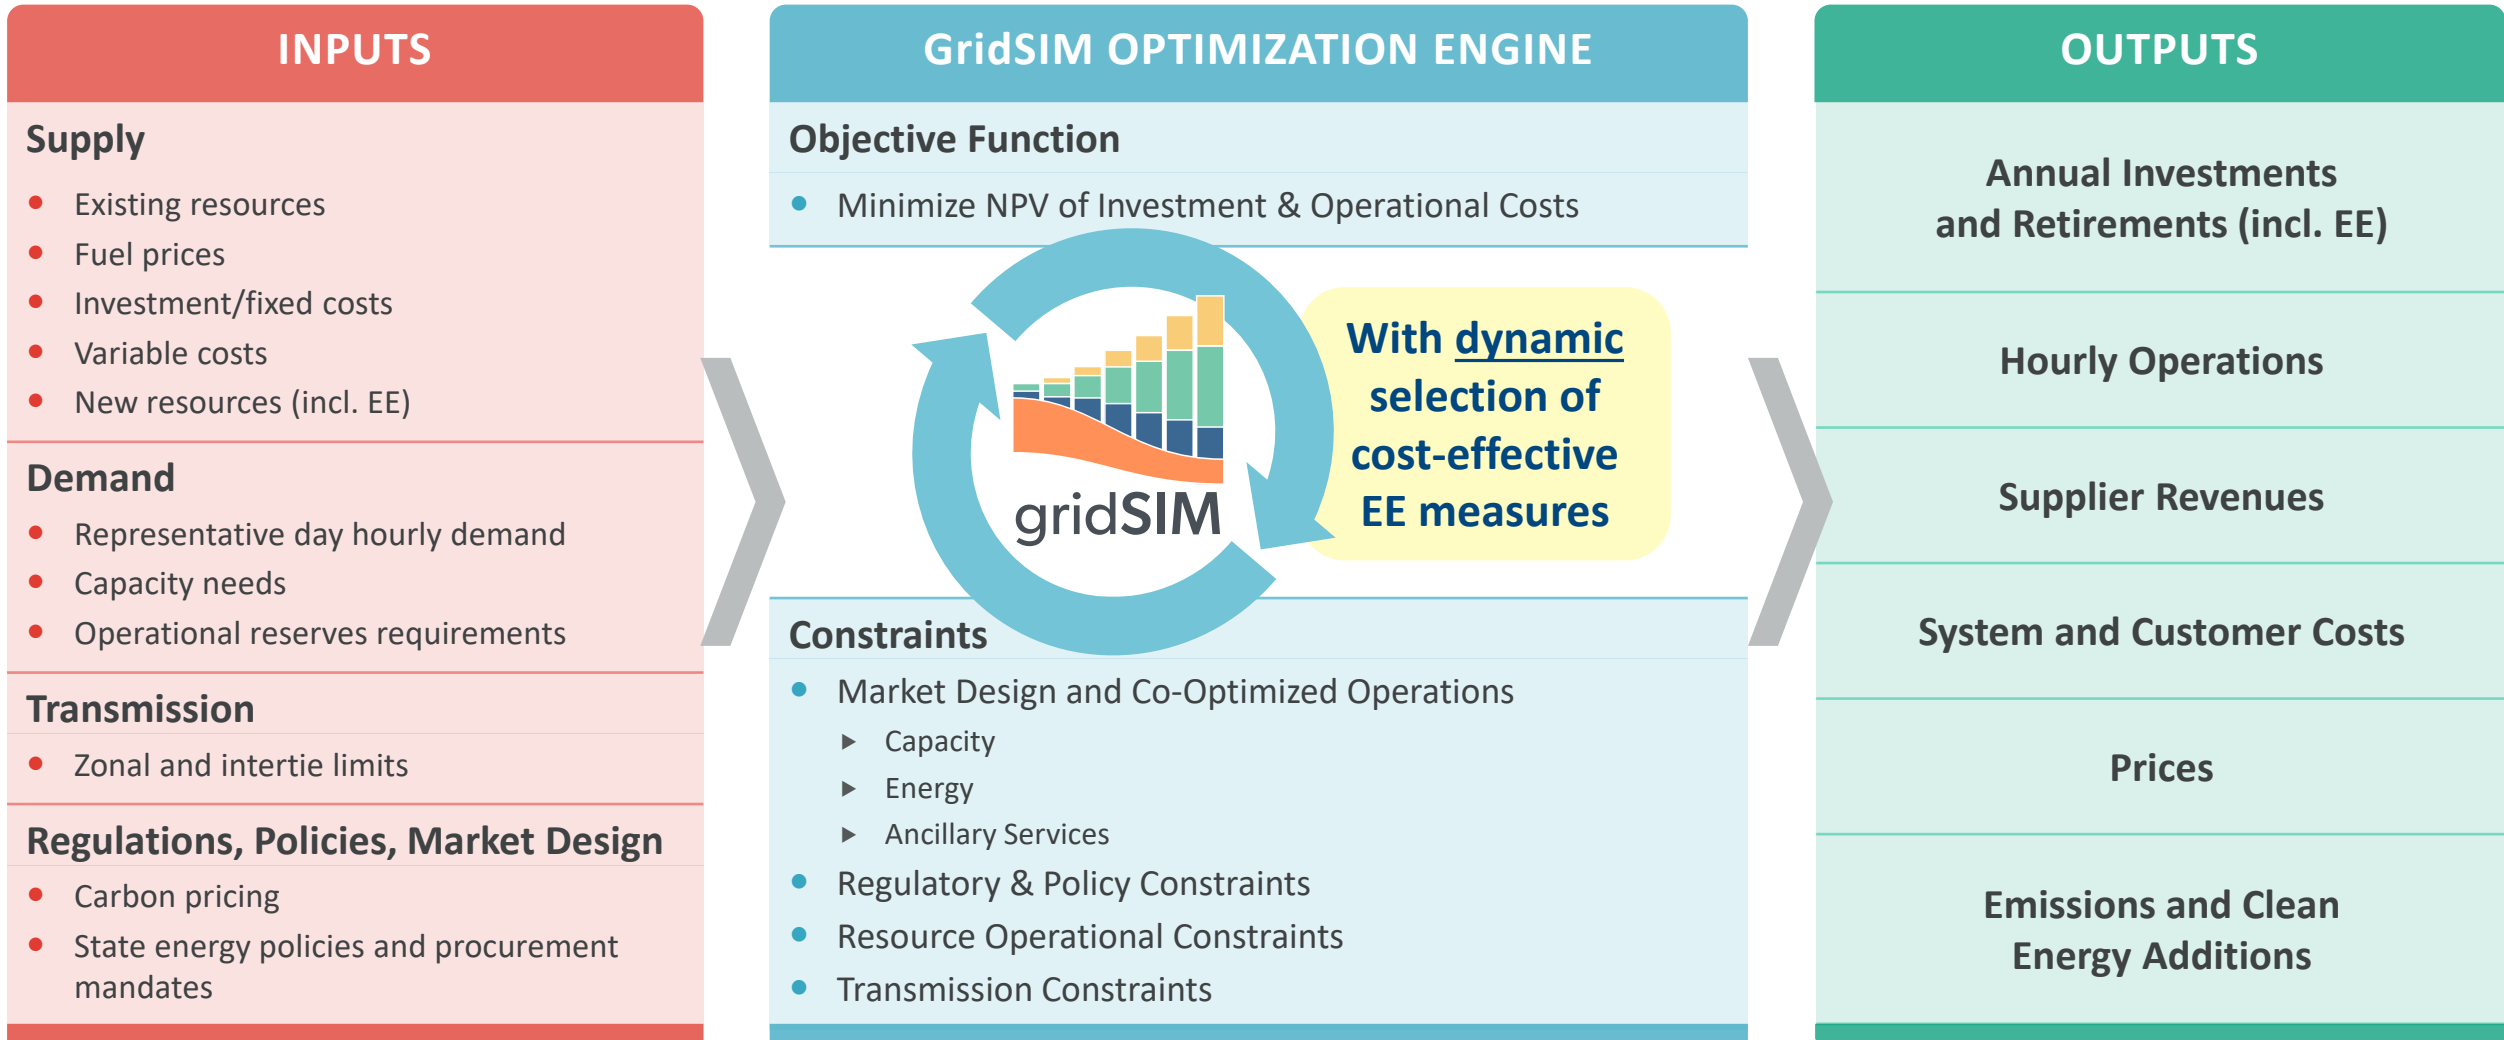 INPUTS
Supply
Existing resources
Fuel prices
Investment/fixed costs
Variable costs
New resources (incl. EE)
Demand
Representative day hourly demand
Capacity needs
Operational reserves requirements
Transmission
Zonal and intertie limits
Regulations, Policies, Market Design
Carbon pricing
State energy policies and procurement
mandates
GridSIM OPTIMIZATION ENGINE
Objective Function
Minimize NPV of Investment & Operational Costs
gridSIM
With dynamic
selection of
cost-effective
EE measures
Constraints
Market Design and Co-Optimized Operations
Capacity
Energy
Ancillary Services
Regulatory & Policy Constraints
Resource Operational Constraints
Transmission Constraints
OUTPUTS
Annual Investments
and Retirements (incl. EE)
Hourly Operations
Supplier Revenues
System and Customer Costs
Prices
Emissions and Clean
Energy Additions